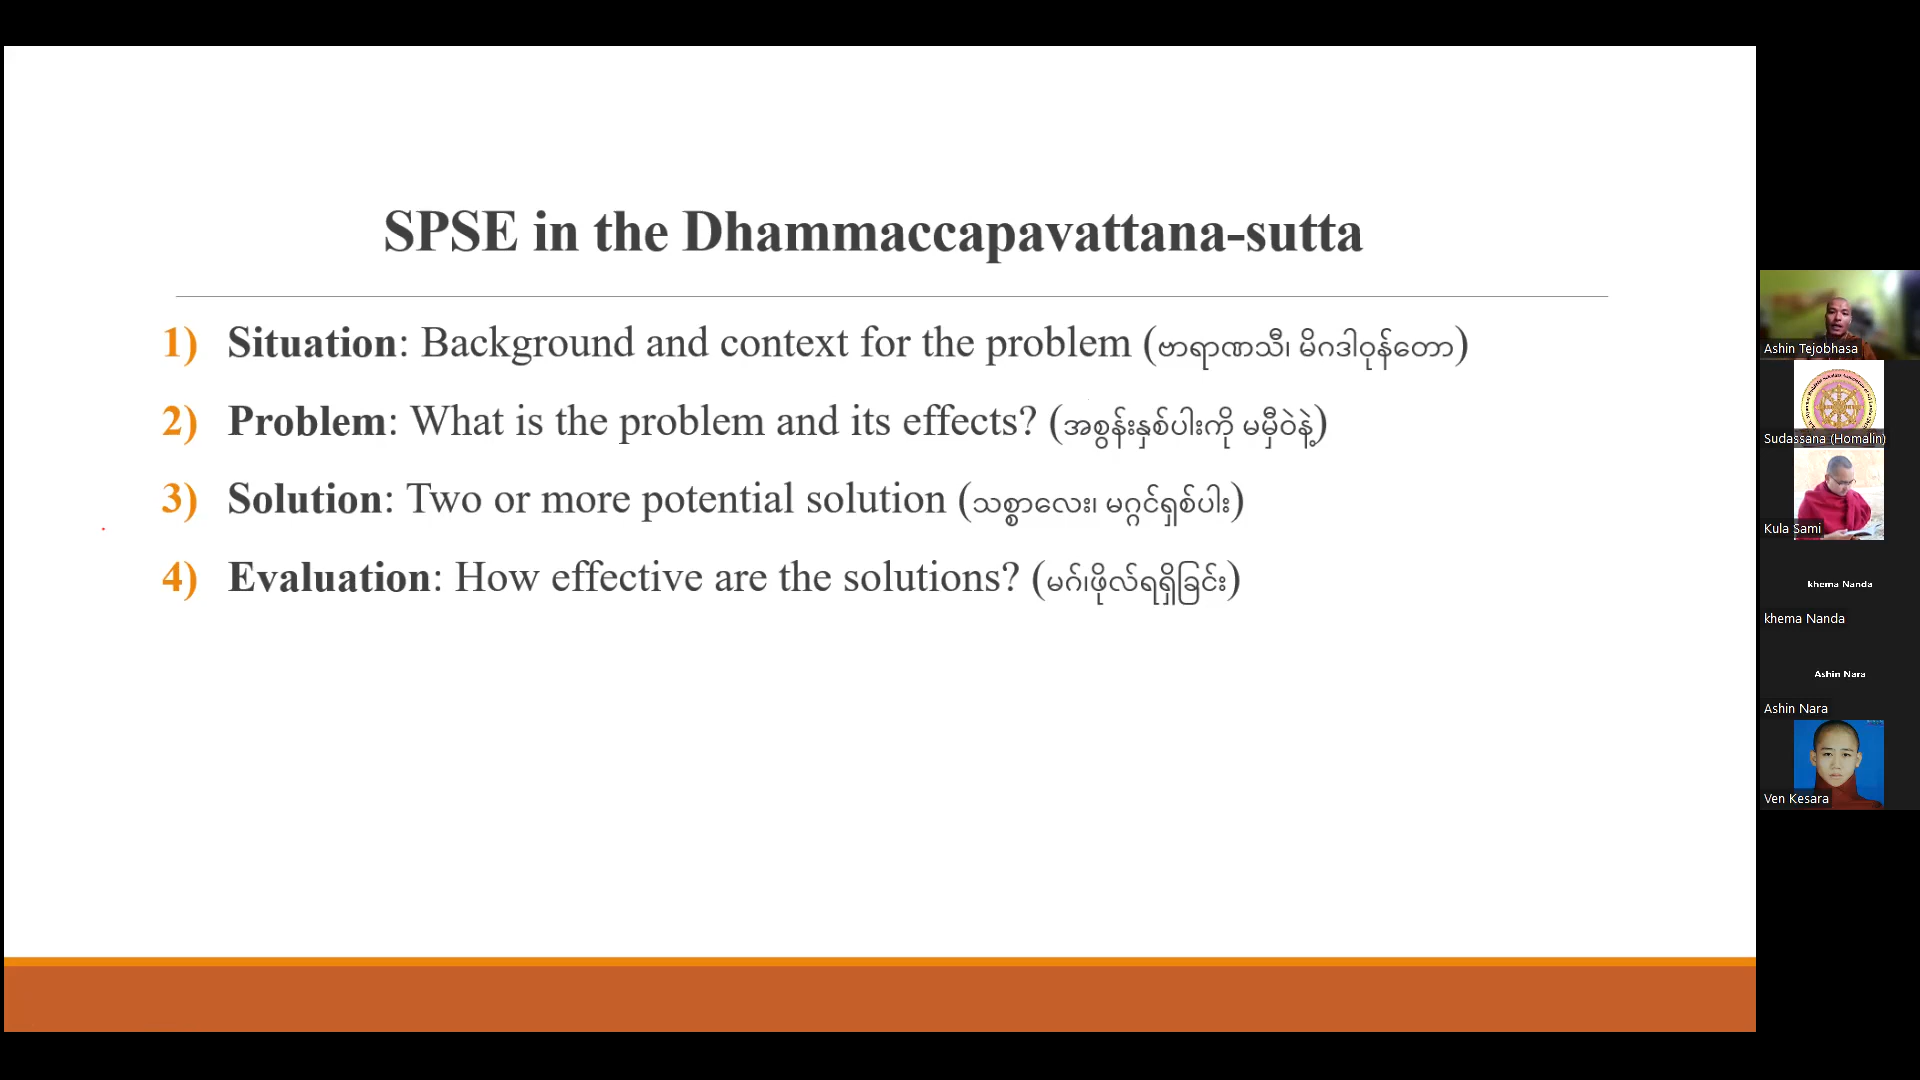 SPSE in the Dhammaccapavattana-sutta
1) Situation: Background and context for the problem (ဗာရာဏသီ၊ မိဂဒါဝုန်တော)
2) Problem: What is the problem and its effects? (အစွန်းနှစ်ပါးကို မမှီဝဲနဲ့)
3) Solution: Two or more potential solution (သစ္စာလေး၊ မဂ္ဂင်ရှစ်ပါး)
4) Evaluation: How effective are the solutions? (မဂ်၊ဖိုလ်ရရှိခြင်း)
Ashin Tejobhasa
Sudassana (Homalin)
Kula Sami
khema Nanda
khema Nanda
Ashin Nara
Ashin Nara
Ven Kesara